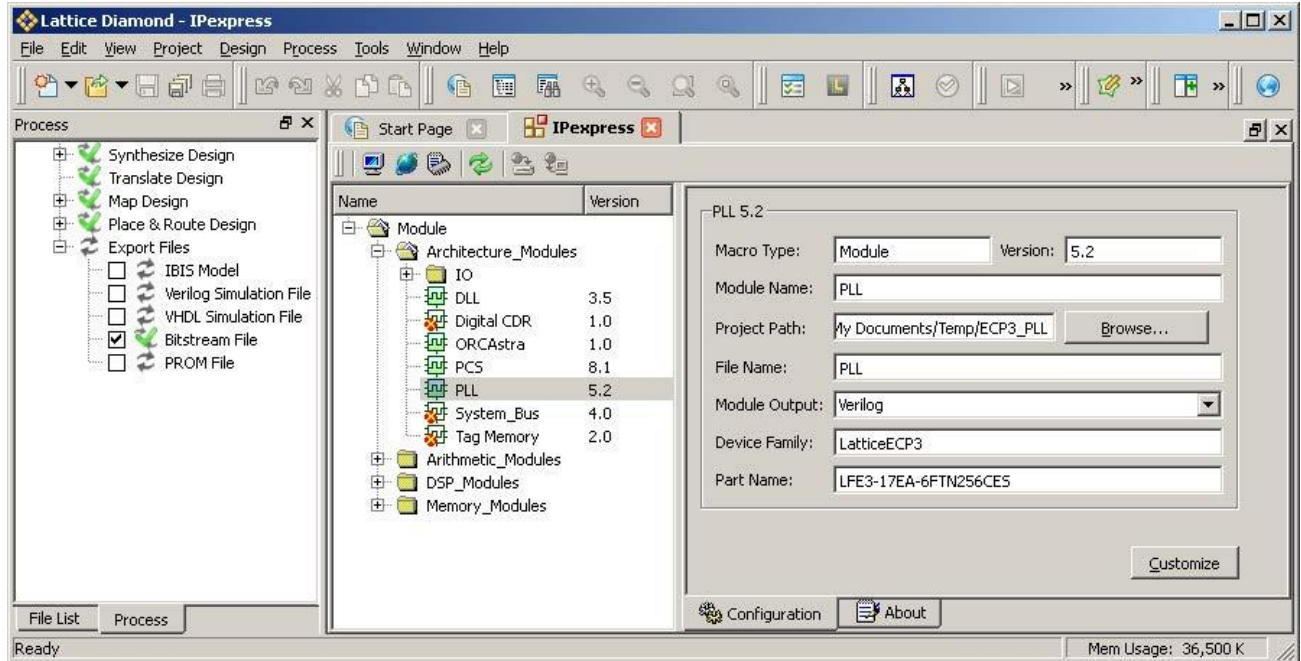 Lattice Diamond - IPexpress
File Edit View Project Design Process Tools Window Help
Process
Synthesize Design
Translate Design
Map Design
Place & Route Design
Export Files
IBIS Model
Verilog Simulation File
VHDL Simulation File
Bitstream File
PROM File
File List Process
Start Page IPexpress
Name Version
Module
Architecture_Modules
IO
DLL 3.5
Digital CDR 1.0
ORCAstra 1.0
PCS 8.1
PLL 5.2
System_Bus 4.0
Tag Memory 2.0
Arithmetic_Modules
DSP_Modules
Memory_Modules
PLL 5.2
Macro Type: Module Version: 5.2
Module Name: PLL
Project Path: My Documents/Temp/ECP3_PLL Browse...
File Name: PLL
Module Output: Verilog
Device Family: LatticeECP3
Part Name: LFE3-17EA-6FTN256CES
Customize
Configuration About
Ready Mem Usage: 36,500 K